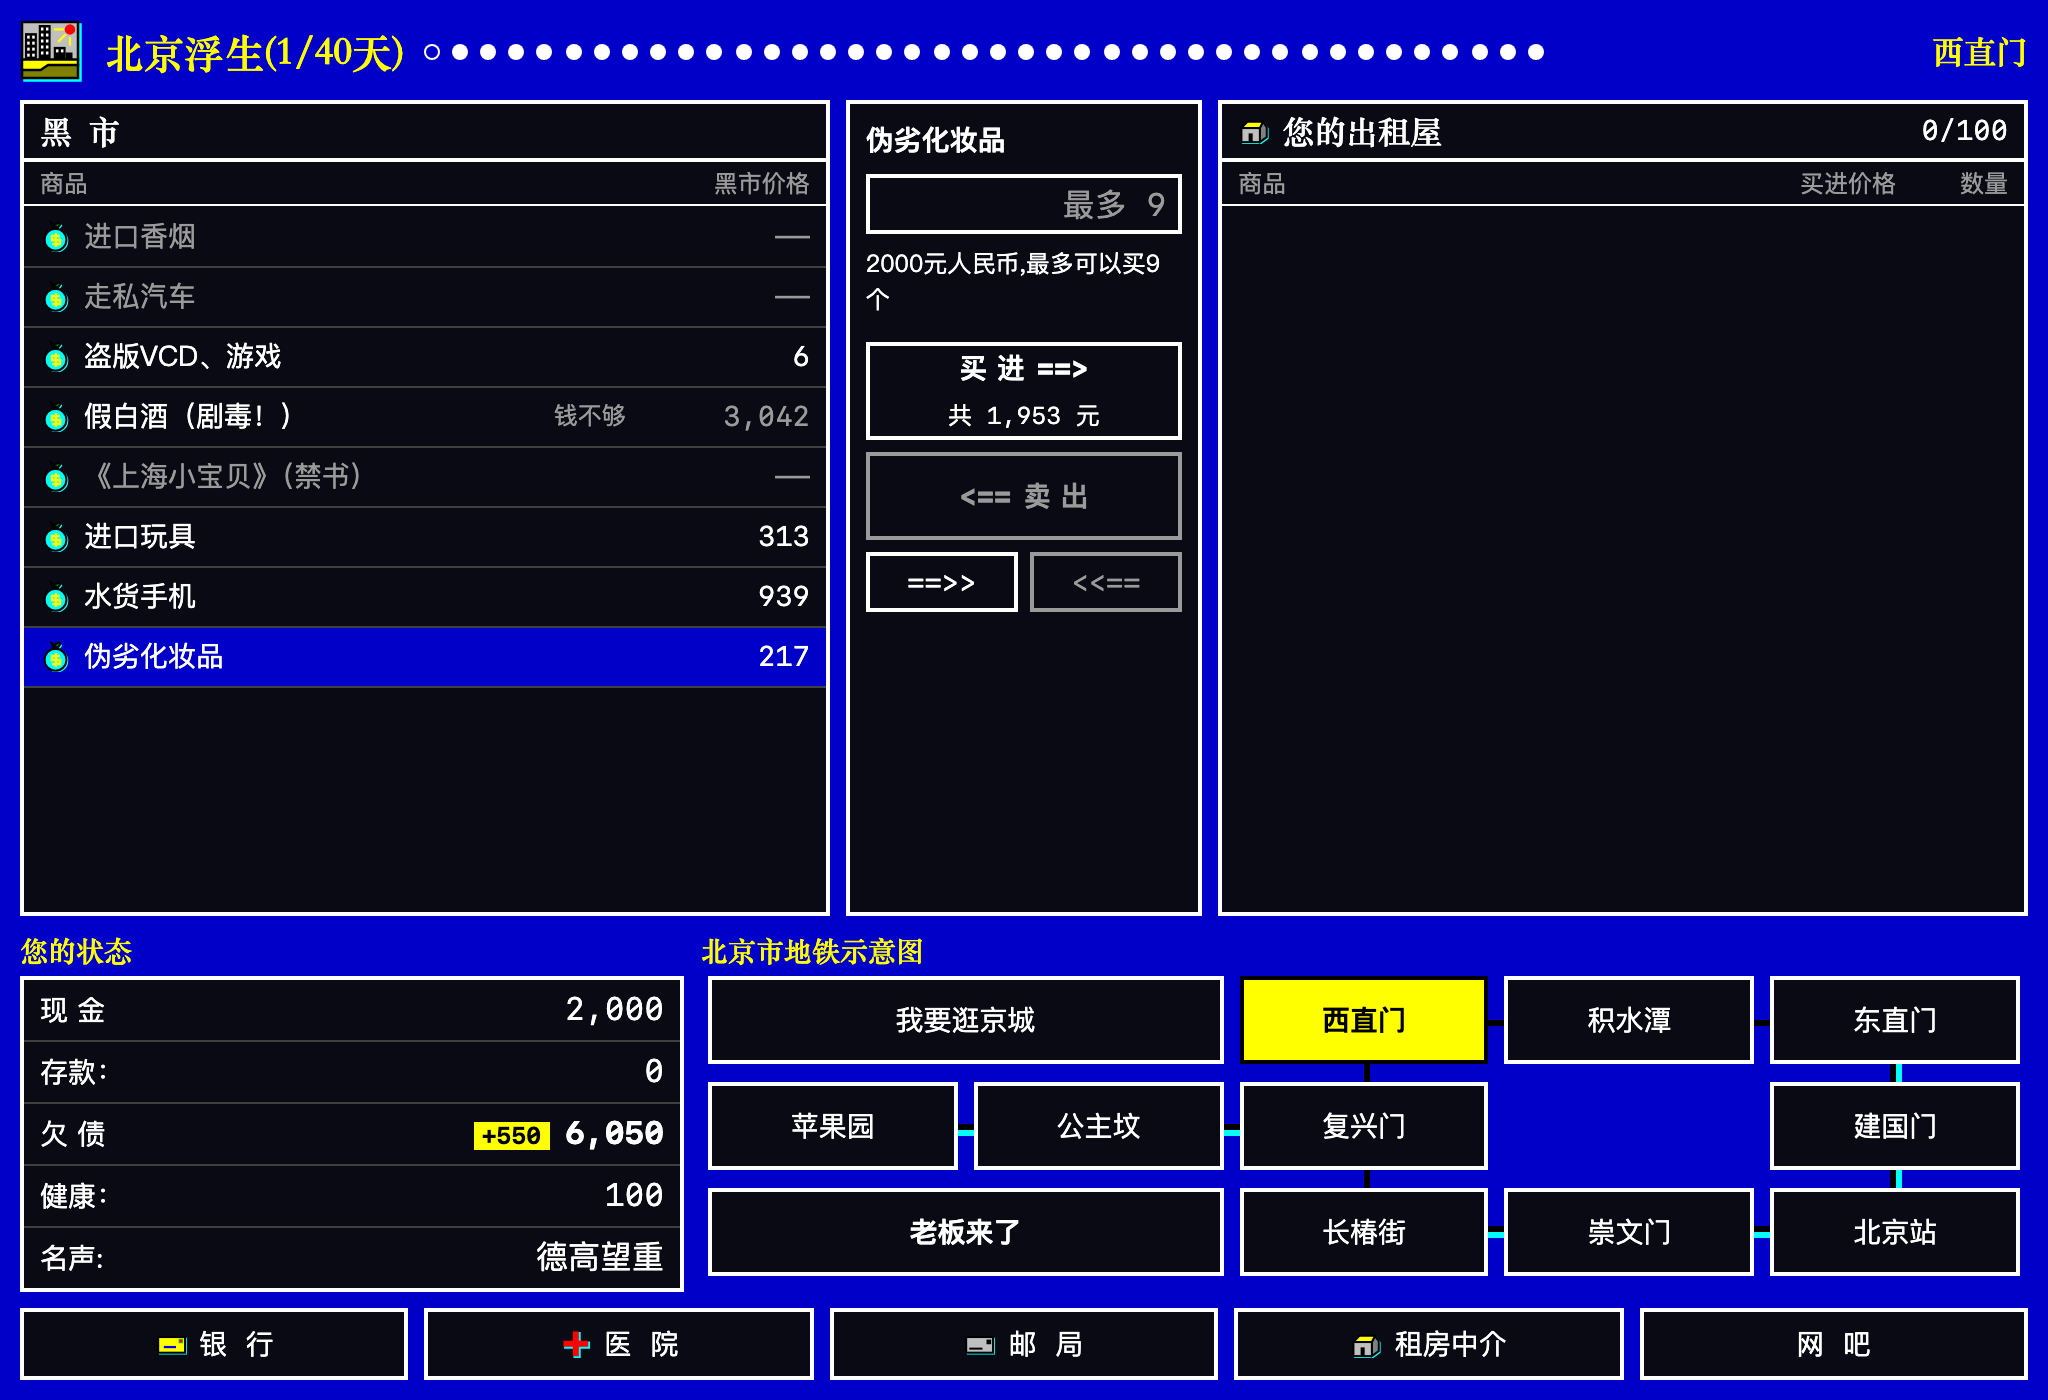 北京浮生(1/40天)
西直门
黑 市
商品 黑市价格
进口香烟 —
走私汽车 —
盗版VCD、游戏 6
假白酒（剧毒！） 钱不够 3,042
《上海小宝贝》(禁书) —
进口玩具 313
水货手机 939
伪劣化妆品 217
伪劣化妆品
最多 9
2000元人民币,最多可以买9
个
买 进 ==>
共 1,953 元
<== 卖 出
==>> <<==
您的出租屋 0/100
商品 买进价格 数量
您的状态
现 金 2,000
存款: 0
欠 债 +550 6,050
健康: 100
名声: 德高望重
北京市地铁示意图
我要逛京城 西直门 积水潭 东直门
苹果园 公主坟 复兴门 建国门
老板来了 长椿街 崇文门 北京站
银 行 医 院 邮 局 租房中介 网 吧